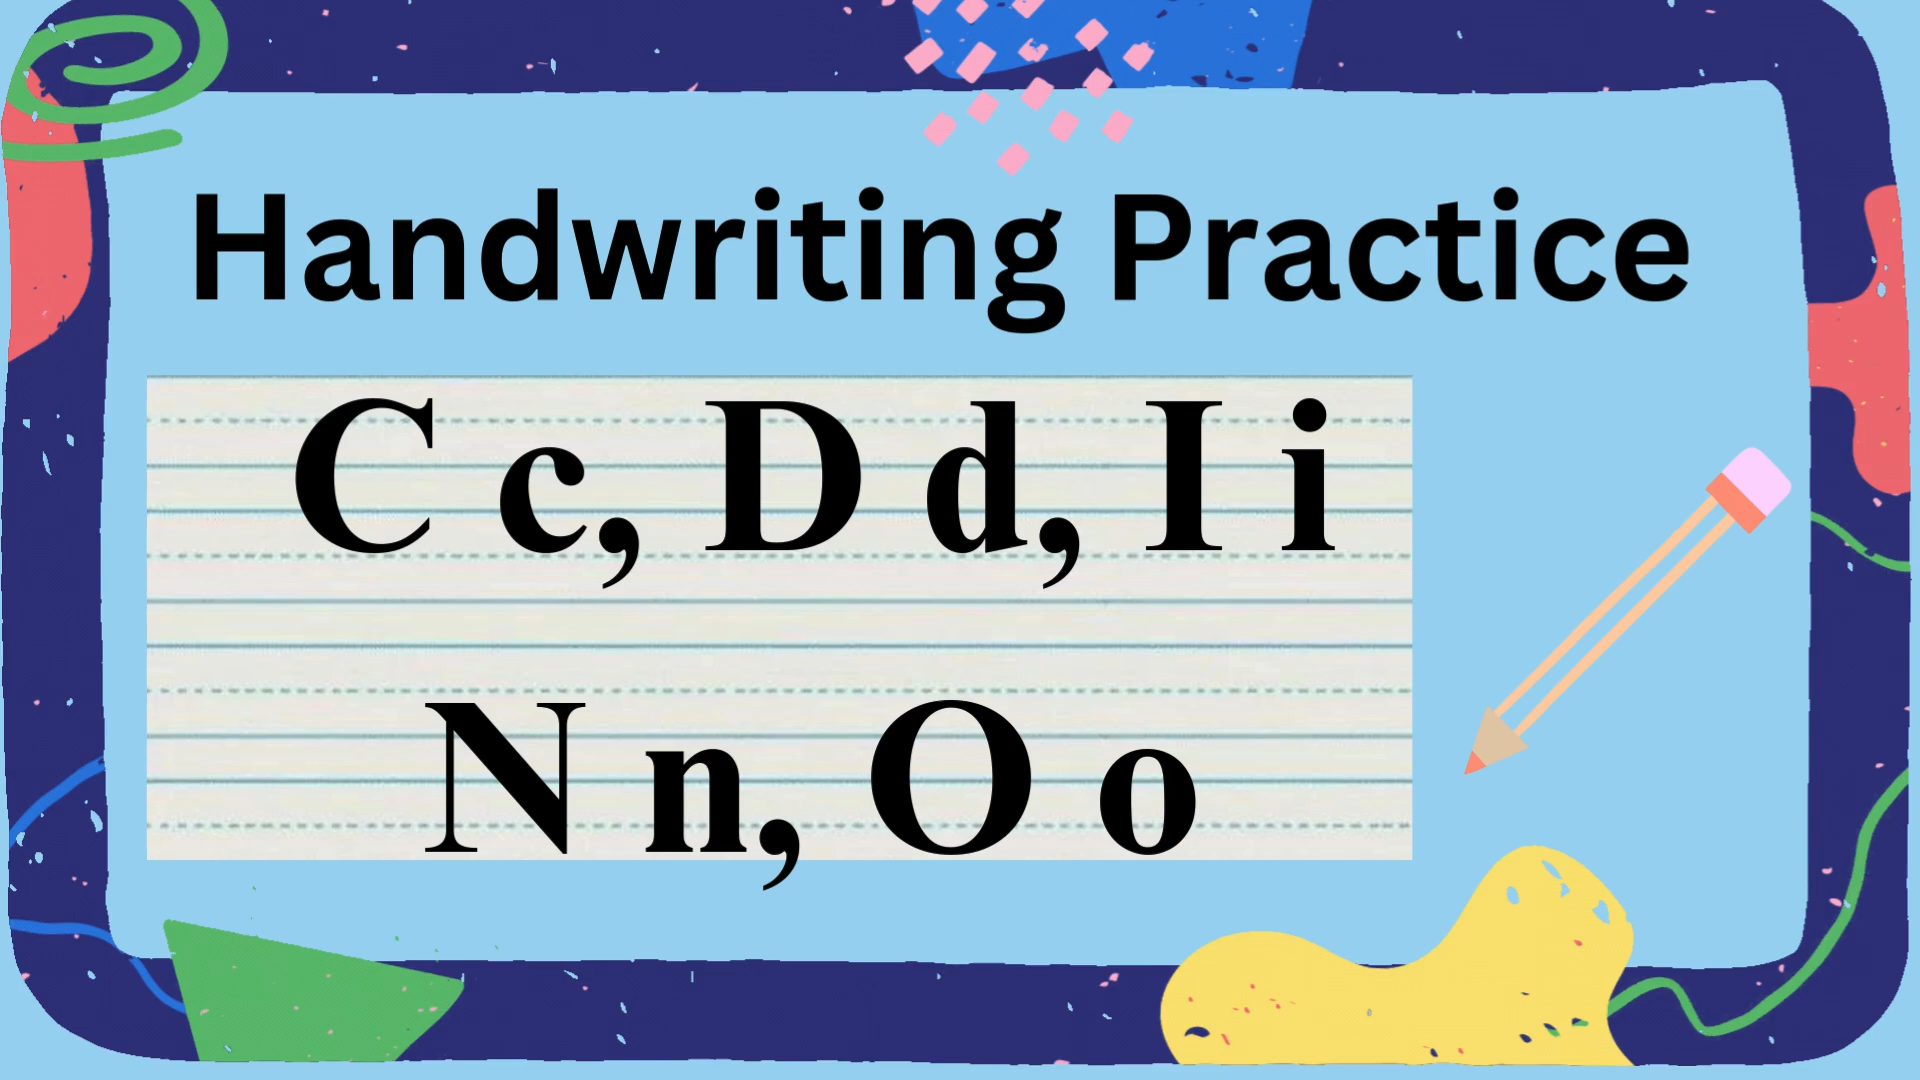 Handwriting Practice
C c, D d, I i
N n, O o